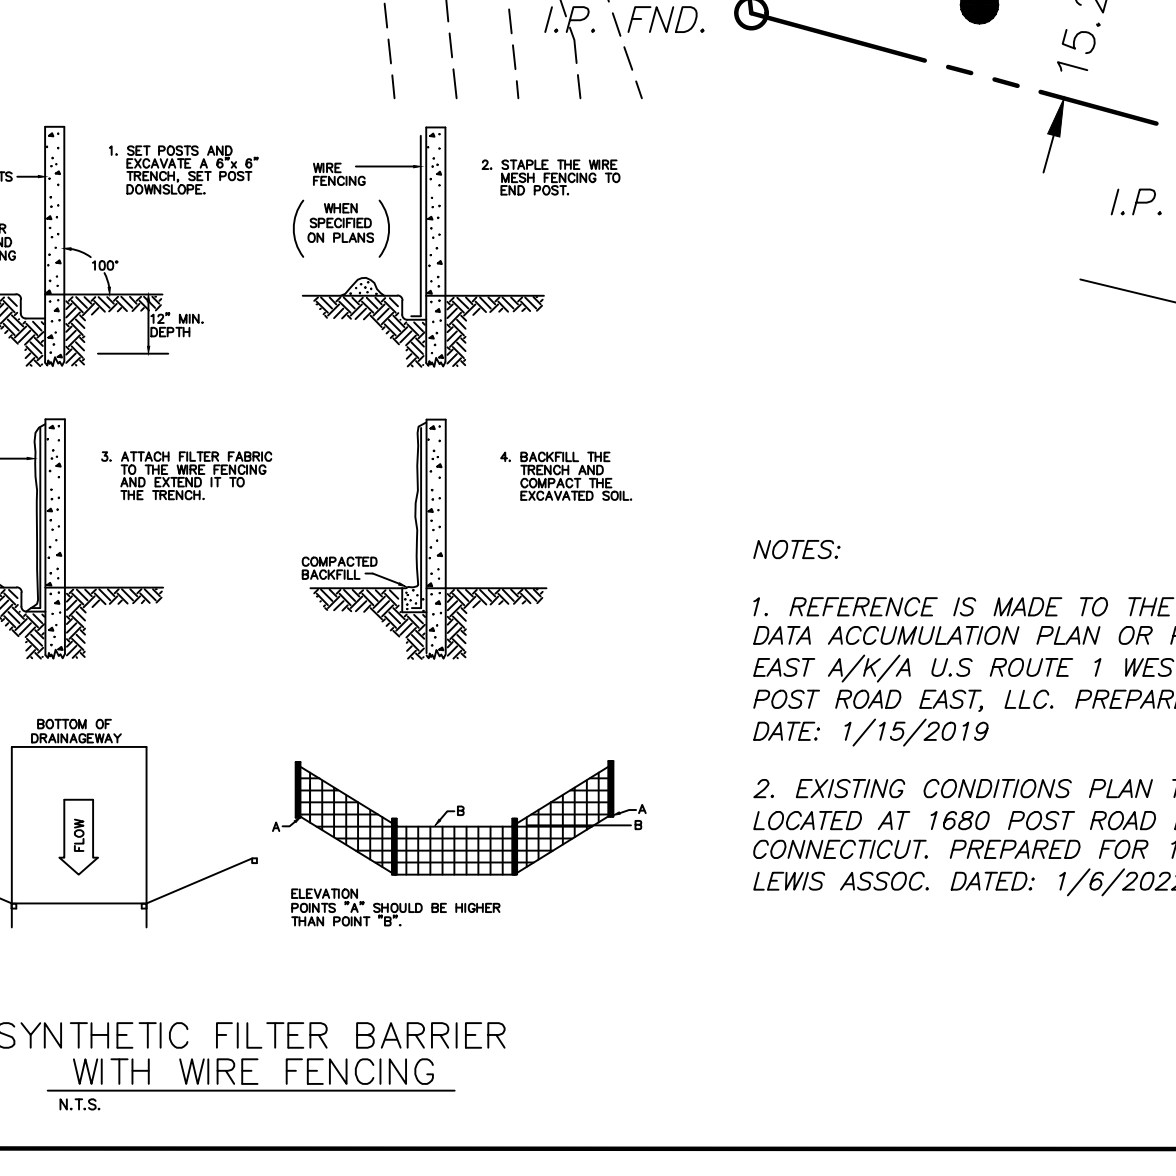 I.P. FND.
15.2
I.P.
1. SET POSTS AND
EXCAVATE A 6"x 6"
TRENCH, SET POST
DOWNSLOPE.
100°
12" MIN.
DEPTH
WIRE
FENCING
(WHEN
SPECIFIED
ON PLANS)
2. STAPLE THE WIRE
MESH FENCING TO
END POST.
3. ATTACH FILTER FABRIC
TO THE WIRE FENCING
AND EXTEND IT TO
THE TRENCH.
4. BACKFILL THE
TRENCH AND
COMPACT THE
EXCAVATED SOIL.
COMPACTED
BACKFILL
BOTTOM OF
DRAINAGEWAY
FLOW
A
B
A
B
ELEVATION
POINTS "A" SHOULD BE HIGHER
THAN POINT "B".
SYNTHETIC FILTER BARRIER
WITH WIRE FENCING
N.T.S.
NOTES:
1. REFERENCE IS MADE TO THE
DATA ACCUMULATION PLAN OR
EAST A/K/A U.S ROUTE 1 WES
POST ROAD EAST, LLC. PREPARE
DATE: 1/15/2019
2. EXISTING CONDITIONS PLAN
LOCATED AT 1680 POST ROAD
CONNECTICUT. PREPARED FOR 1
LEWIS ASSOC. DATED: 1/6/2022